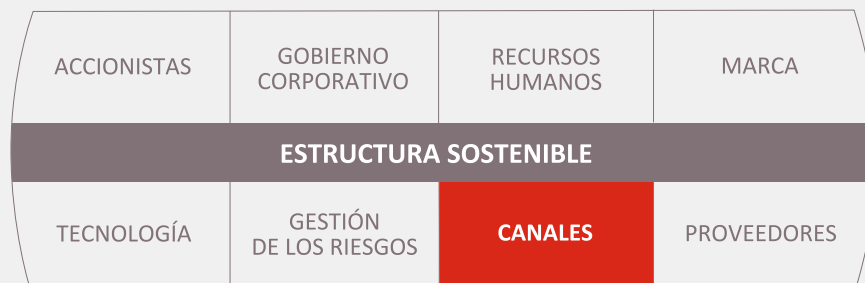 ACCIONISTAS
GOBIERNO
CORPORATIVO
RECURSOS
HUMANOS
MARCA
ESTRUCTURA SOSTENIBLE
TECNOLOGÍA
GESTIÓN
DE LOS RIESGOS
CANALES
PROVEEDORES